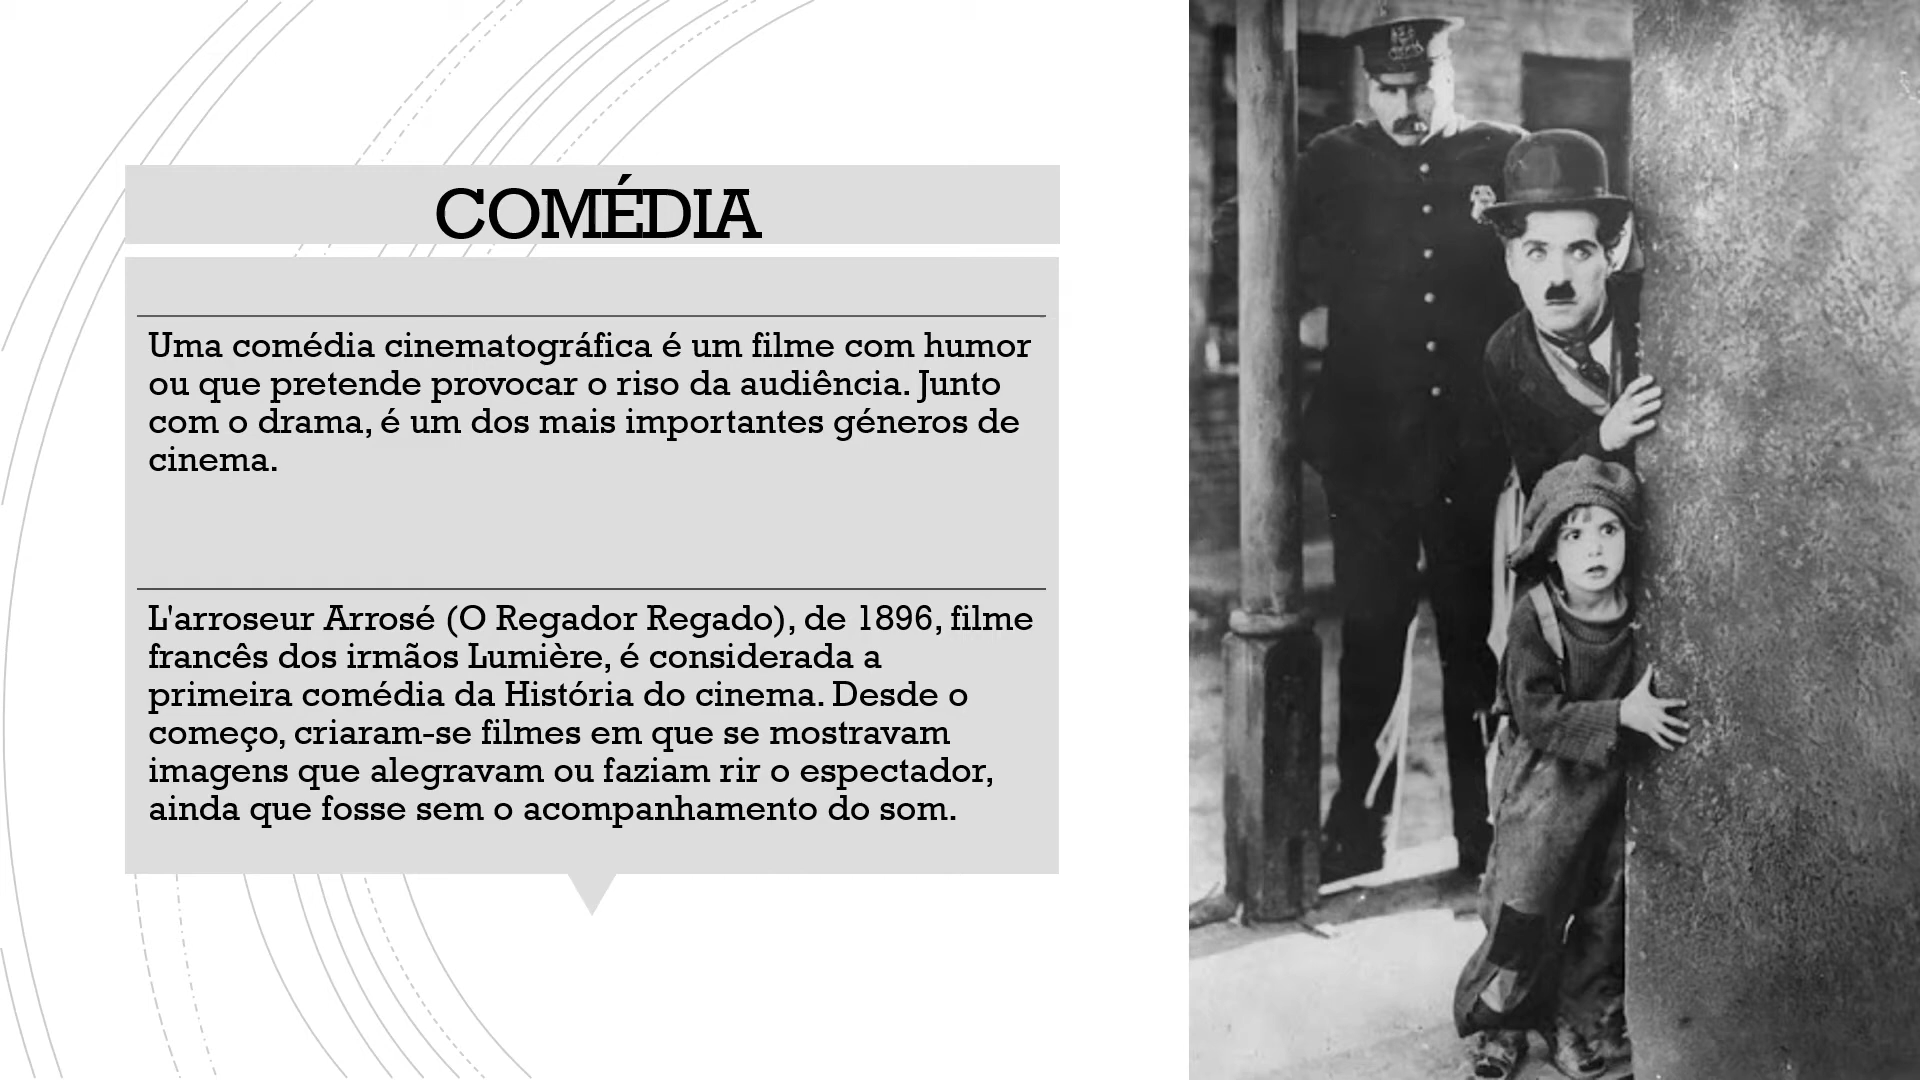 COMÉDIA
Uma comédia cinematográfica é um filme com humor
ou que pretende provocar o riso da audiência. Junto
com o drama, é um dos mais importantes géneros de
cinema.
L'arroseur Arrosé (O Regador Regado), de 1896, filme
francês dos irmãos Lumière, é considerada a
primeira comédia da História do cinema. Desde o
começo, criaram-se filmes em que se mostravam
imagens que alegravam ou faziam rir o espectador,
ainda que fosse sem o acompanhamento do som.